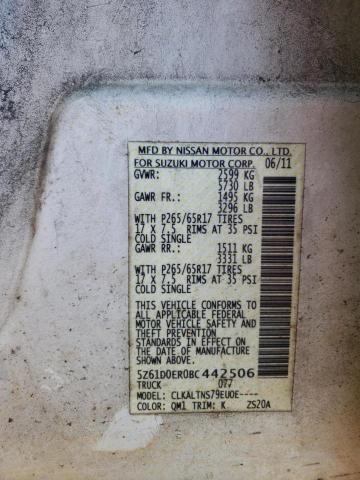 MFD BY NISSAN MOTOR CO., LTD.
FOR SUZUKI MOTOR CORP. 06/11
GVWR: 2599 KG
5730 LB
GAWR FR.: 1495 KG
3296 LB
WITH P265/65R17 TIRES
17 X 7.5 RIMS AT 35 PSI
COLD SINGLE
GAWR RR.: 1511 KG
3331 LB
WITH P265/65R17 TIRES
17 X 7.5 RIMS AT 35 PSI
COLD SINGLE
THIS VEHICLE CONFORMS TO
ALL APPLICABLE FEDERAL
MOTOR VEHICLE SAFETY AND
THEFT PREVENTION
STANDARDS IN EFFECT ON
THE DATE OF MANUFACTURE
SHOWN ABOVE.
5Z61D0ER0BC442506
TRUCK 077
MODEL: CLKALTNS79EUOE----
COLOR: QM1 TRIM: K ZS20A